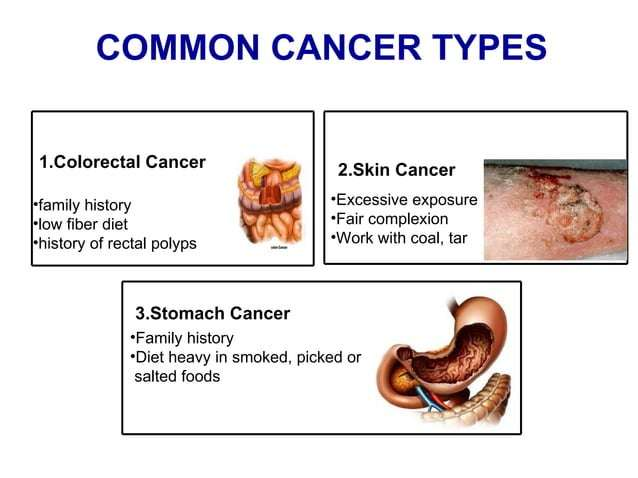 COMMON CANCER TYPES
1.Colorectal Cancer
•family history
•low fiber diet
•history of rectal polyps
2.Skin Cancer
•Excessive exposure
•Fair complexion
•Work with coal, tar
3.Stomach Cancer
•Family history
•Diet heavy in smoked, picked or
salted foods